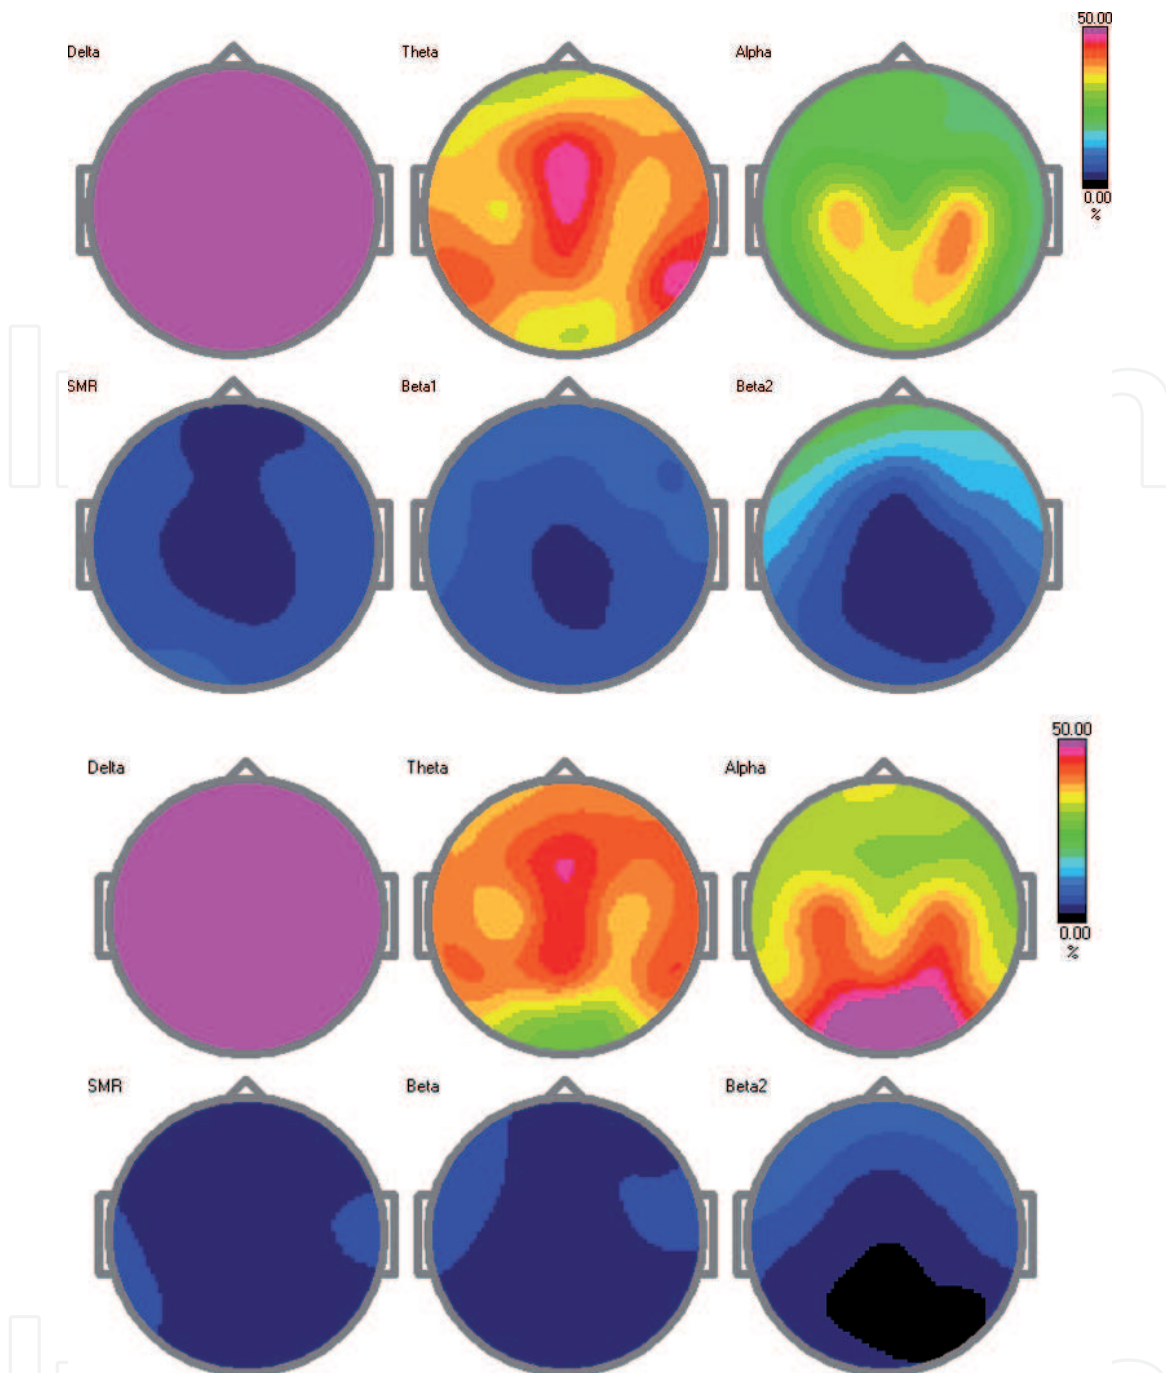 50.00
Delta
Theta
Alpha
0.00
%
SMR
Beta1
Beta2
50.00
Delta
Theta
Alpha
0.00
%
SMR
Beta
Beta2